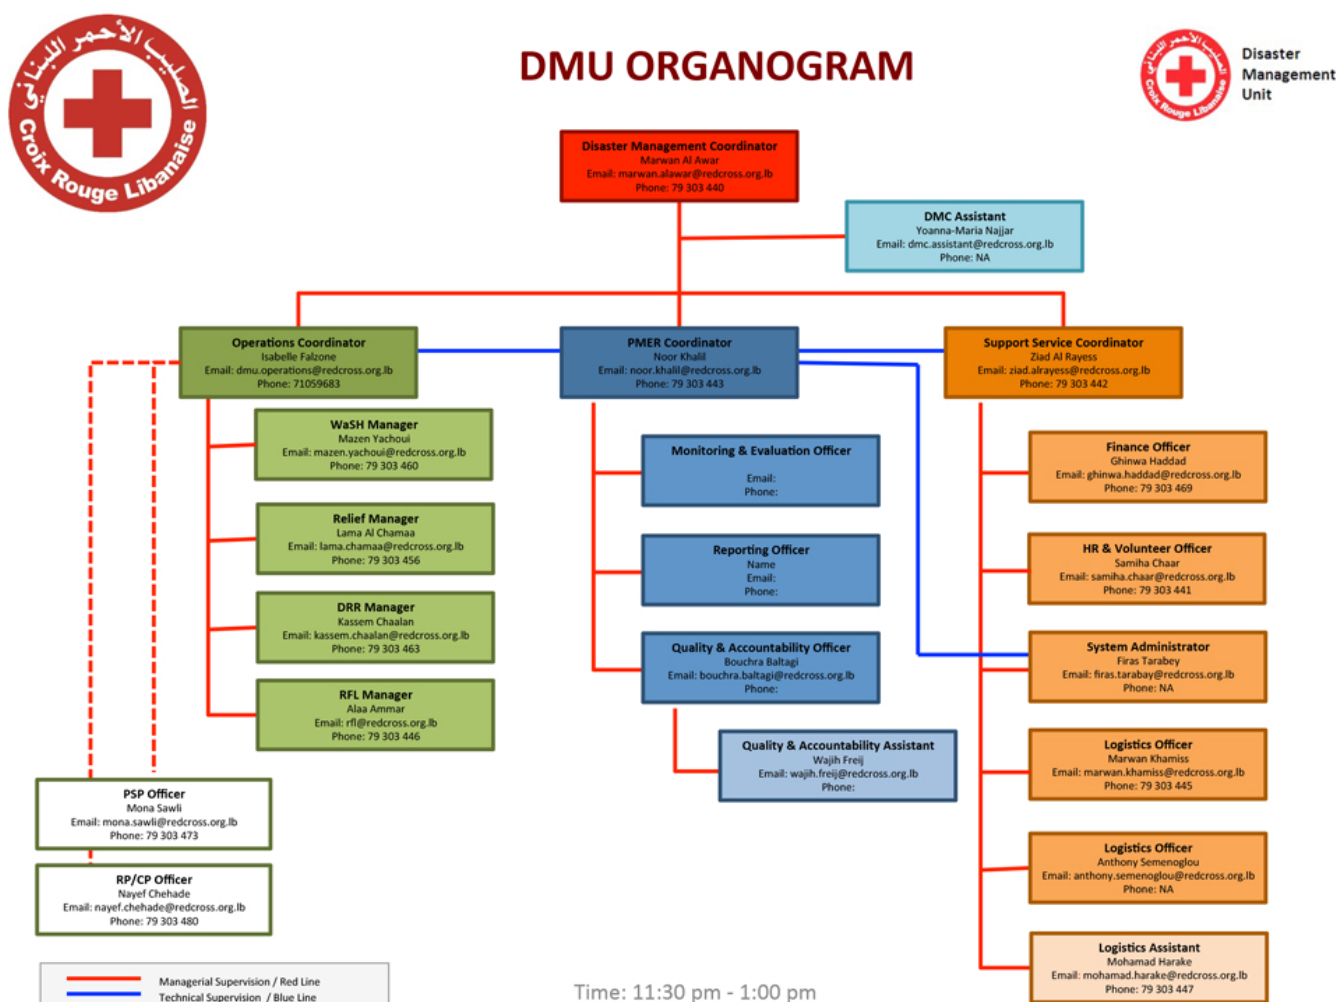 الصليب الأحمر اللبناني
Croix Rouge Libanaise
DMU ORGANOGRAM
الصليب الأحمر اللبناني
Croix Rouge Libanaise
Disaster
Management
Unit
Disaster Management Coordinator
Marwan Al Awar
Email: marwan.alawar@redcross.org.lb
Phone: 79 303 440
DMC Assistant
Yoanna-Maria Najjar
Email: dmc.assistant@redcross.org.lb
Phone: NA
Operations Coordinator
Isabelle Falzone
Email: dmu.operations@redcross.org.lb
Phone: 71059683
PMER Coordinator
Noor Khalil
Email: noor.khalil@redcross.org.lb
Phone: 79 303 443
Support Service Coordinator
Ziad Al Rayess
Email: ziad.alrayess@redcross.org.lb
Phone: 79 303 442
WaSH Manager
Mazen Yachoui
Email: mazen.yachoui@redcross.org.lb
Phone: 79 303 460
Relief Manager
Lama Al Chamaa
Email: lama.chamaa@redcross.org.lb
Phone: 79 303 456
DRR Manager
Kassem Chaalan
Email: kassem.chaalan@redcross.org.lb
Phone: 79 303 463
RFL Manager
Alaa Ammar
Email: rfl@redcross.org.lb
Phone: 79 303 446
PSP Officer
Mona Sawli
Email: mona.sawli@redcross.org.lb
Phone: 79 303 473
RP/CP Officer
Nayef Chehade
Email: nayef.chehade@redcross.org.lb
Phone: 79 303 480
Monitoring & Evaluation Officer
Email:
Phone:
Reporting Officer
Name
Email:
Phone:
Quality & Accountability Officer
Bouchra Baltagi
Email: bouchra.baltagi@redcross.org.lb
Phone:
Quality & Accountability Assistant
Wajih Freij
Email: wajih.freij@redcross.org.lb
Phone:
Finance Officer
Ghinwa Haddad
Email: ghinwa.haddad@redcross.org.lb
Phone: 79 303 469
HR & Volunteer Officer
Samiha Chaar
Email: samiha.chaar@redcross.org.lb
Phone: 79 303 441
System Administrator
Firas Tarabey
Email: firas.tarabay@redcross.org.lb
Phone: NA
Logistics Officer
Marwan Khamiss
Email: marwan.khamiss@redcross.org.lb
Phone: 79 303 445
Logistics Officer
Anthony Semenoglou
Email: anthony.semenoglou@redcross.org.lb
Phone: NA
Logistics Assistant
Mohamad Harake
Email: mohamad.harake@redcross.org.lb
Phone: 79 303 447
Managerial Supervision / Red Line
Technical Supervision / Blue Line
Time: 11:30 pm - 1:00 pm